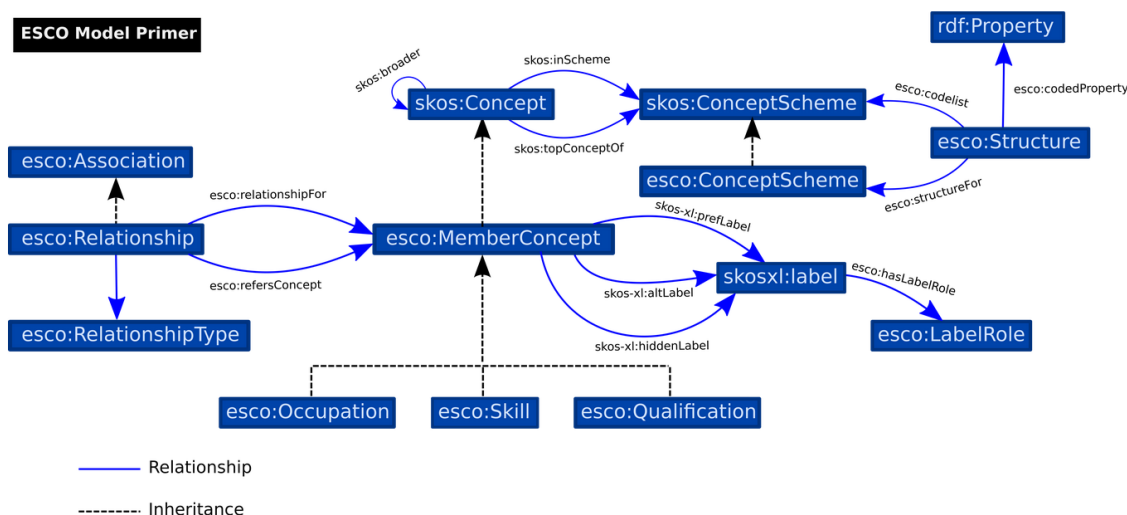 ESCO Model Primer
rdf:Property
skos:broader
skos:inScheme
esco:codelist
esco:codedProperty
skos:Concept
skos:ConceptScheme
skos:topConceptOf
esco:Structure
esco:Association
esco:ConceptScheme
esco:structureFor
esco:relationshipFor
skos-xl:prefLabel
esco:Relationship
esco:MemberConcept
esco:refersConcept
skos-xl:altLabel
skosxl:label
esco:hasLabelRole
esco:RelationshipType
skos-xl:hiddenLabel
esco:LabelRole
esco:Occupation
esco:Skill
esco:Qualification
Relationship
Inheritance